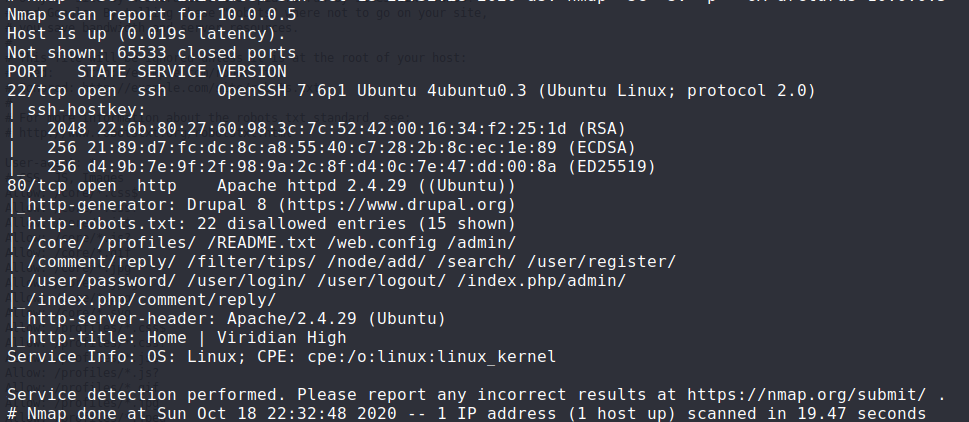 Nmap scan report for 10.0.0.5
Host is up (0.019s latency).
Not shown: 65533 closed ports
PORT   STATE SERVICE VERSION
22/tcp open  ssh     OpenSSH 7.6p1 Ubuntu 4ubuntu0.3 (Ubuntu Linux; protocol 2.0)
| ssh-hostkey:
|   2048 22:6b:80:27:60:98:3c:7c:52:42:00:16:34:f2:25:1d (RSA)
|   256 21:89:d7:fc:dc:8c:a8:55:40:c7:28:2b:8c:ec:1e:89 (ECDSA)
|_  256 d4:9b:7e:9f:2f:98:9a:2c:8f:d4:0c:7e:47:dd:00:8a (ED25519)
80/tcp open  http    Apache httpd 2.4.29 ((Ubuntu))
|_http-generator: Drupal 8 (https://www.drupal.org)
| http-robots.txt: 22 disallowed entries (15 shown)
| /core/ /profiles/ /README.txt /web.config /admin/
| /comment/reply/ /filter/tips/ /node/add/ /search/ /user/register/
| /user/password/ /user/login/ /user/logout/ /index.php/admin/
|_/index.php/comment/reply/
|_http-server-header: Apache/2.4.29 (Ubuntu)
|_http-title: Home | Viridian High
Service Info: OS: Linux; CPE: cpe:/o:linux:linux_kernel
Service detection performed. Please report any incorrect results at https://nmap.org/submit/ .
# Nmap done at Sun Oct 18 22:32:48 2020 -- 1 IP address (1 host up) scanned in 19.47 seconds